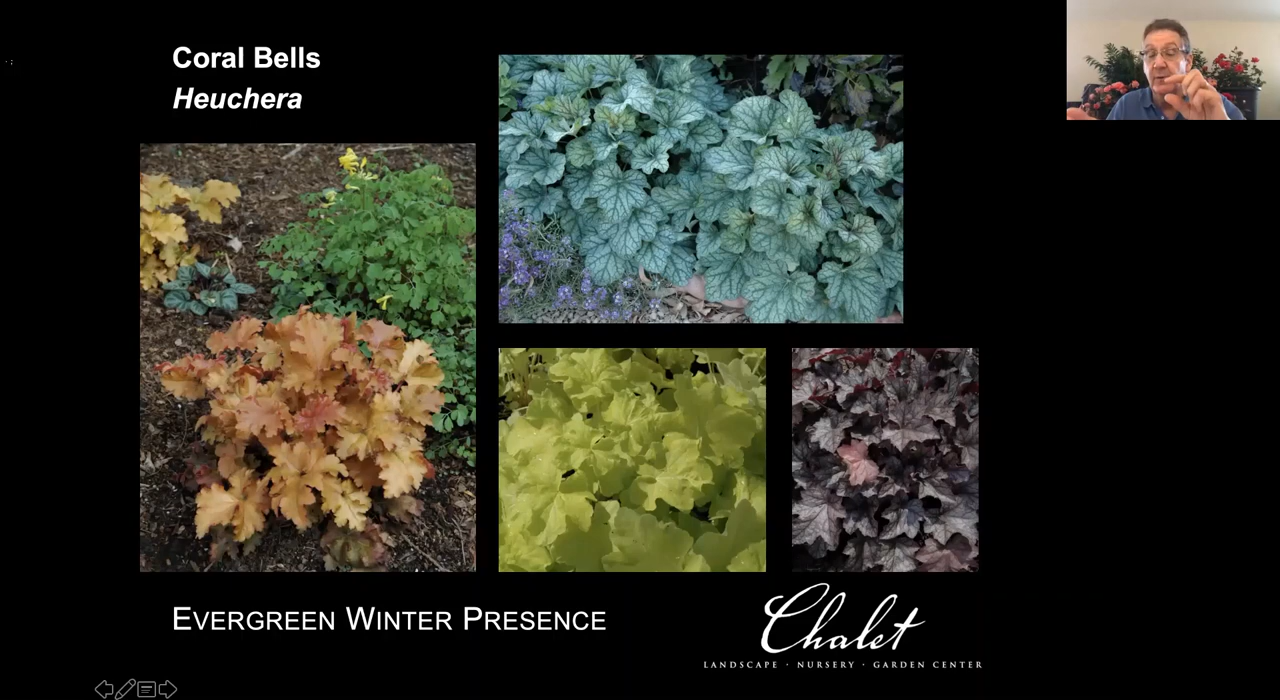 Coral Bells
Heuchera
EVERGREEN WINTER PRESENCE
Chalet
LANDSCAPE · NURSERY · GARDEN CENTER